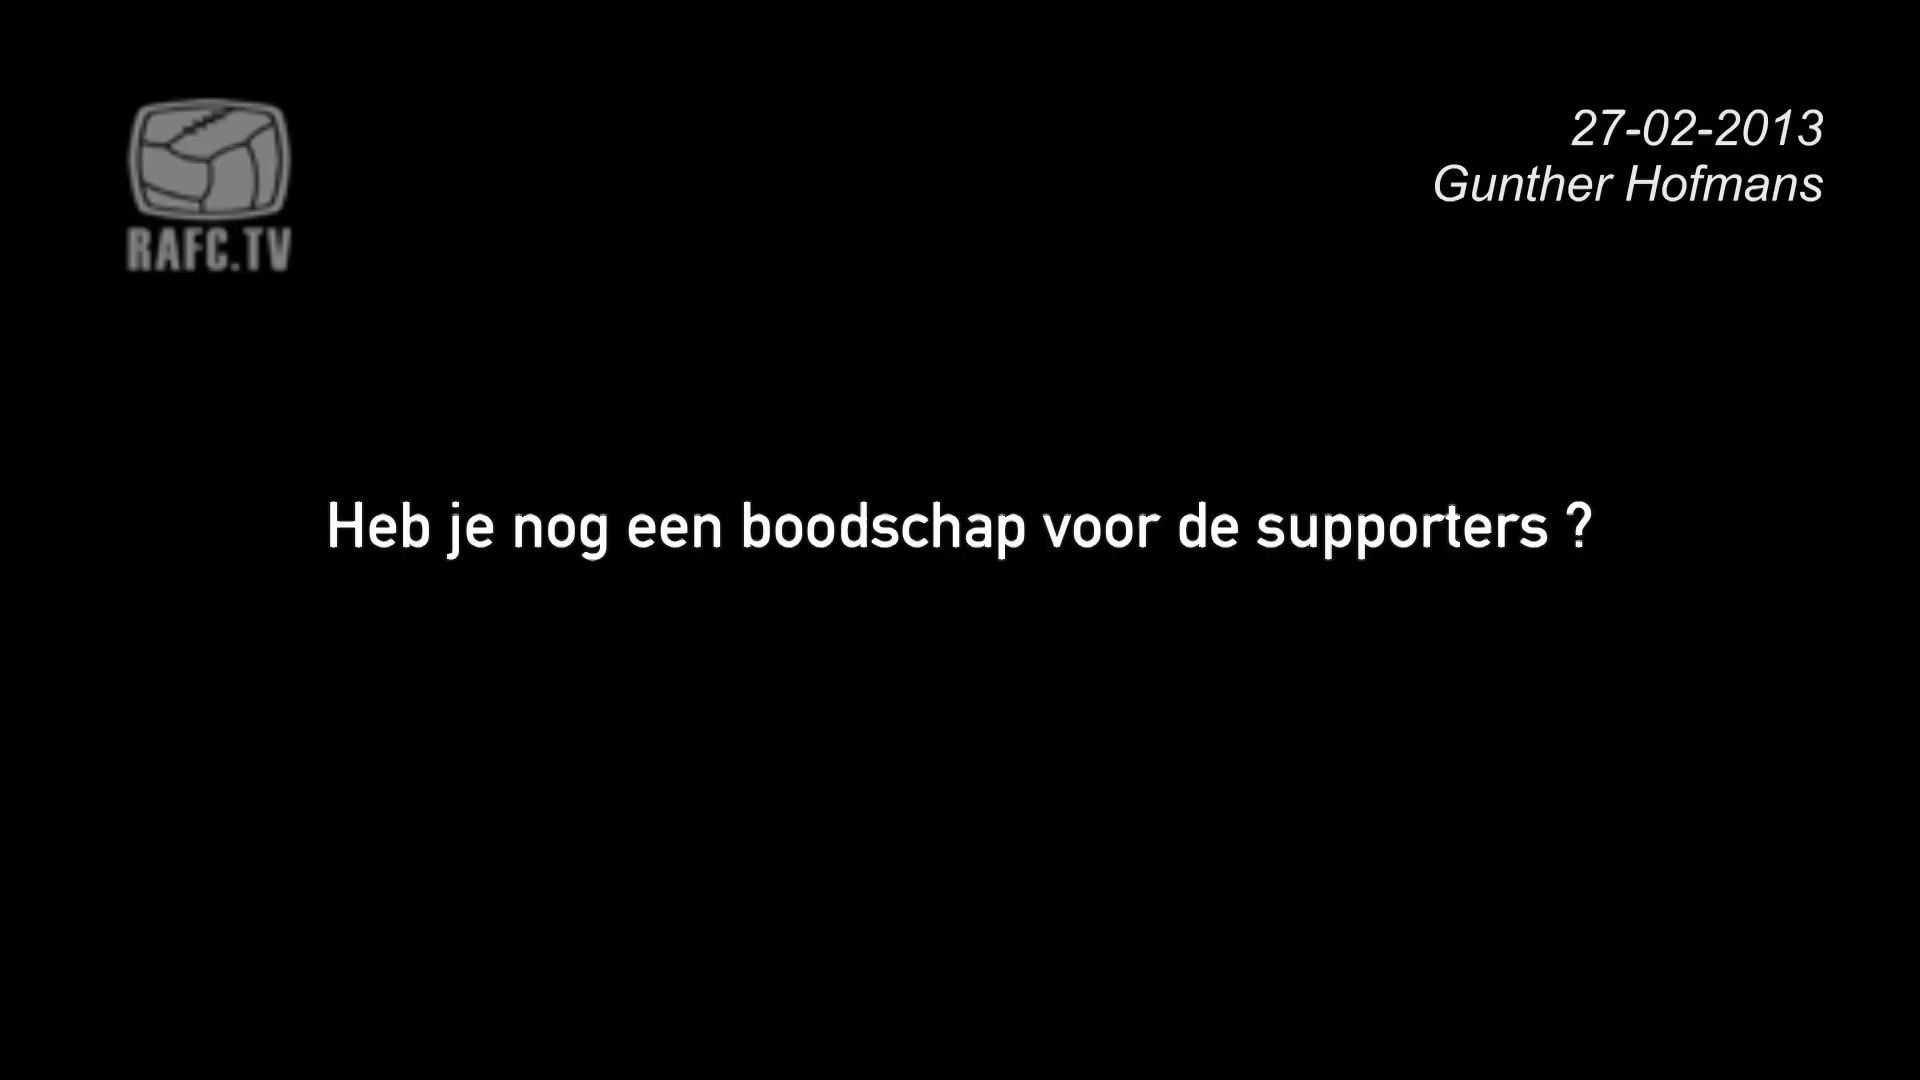 27-02-2013
Gunther Hofmans
RAFC.TV
Heb je nog een boodschap voor de supporters ?